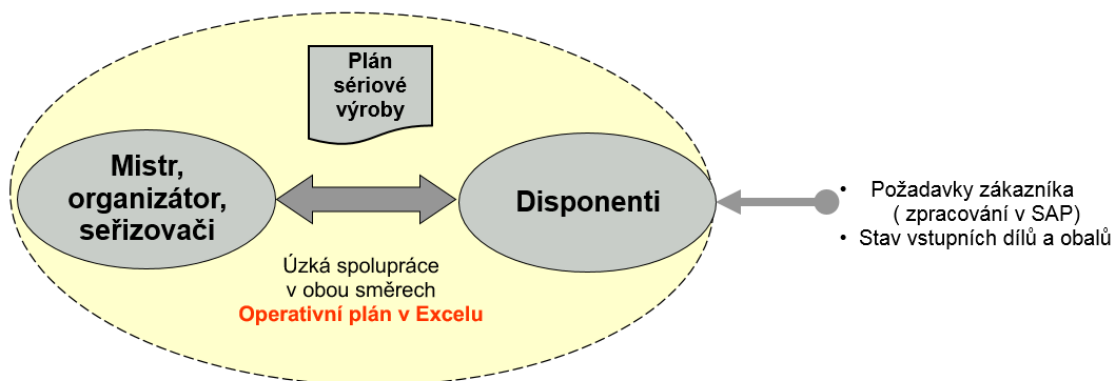 Plán
sériové
výroby
Mistr,
organizátor,
seřizovači
Disponenti
Úzká spolupráce
v obou směrech
Operativní plán v Excelu
• Požadavky zákazníka
( zpracování v SAP)
• Stav vstupních dílů a obalů